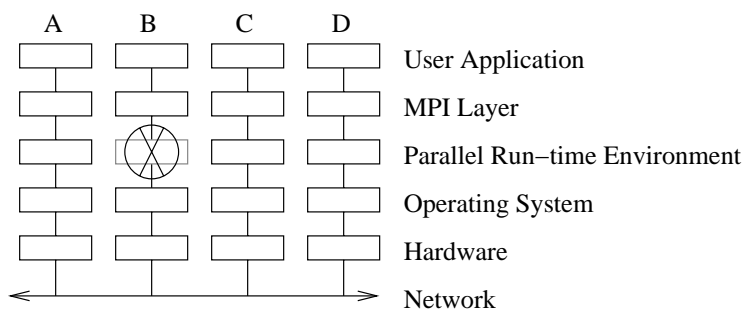 A B C D
User Application
MPI Layer
Parallel Run−time Environment
Operating System
Hardware
Network